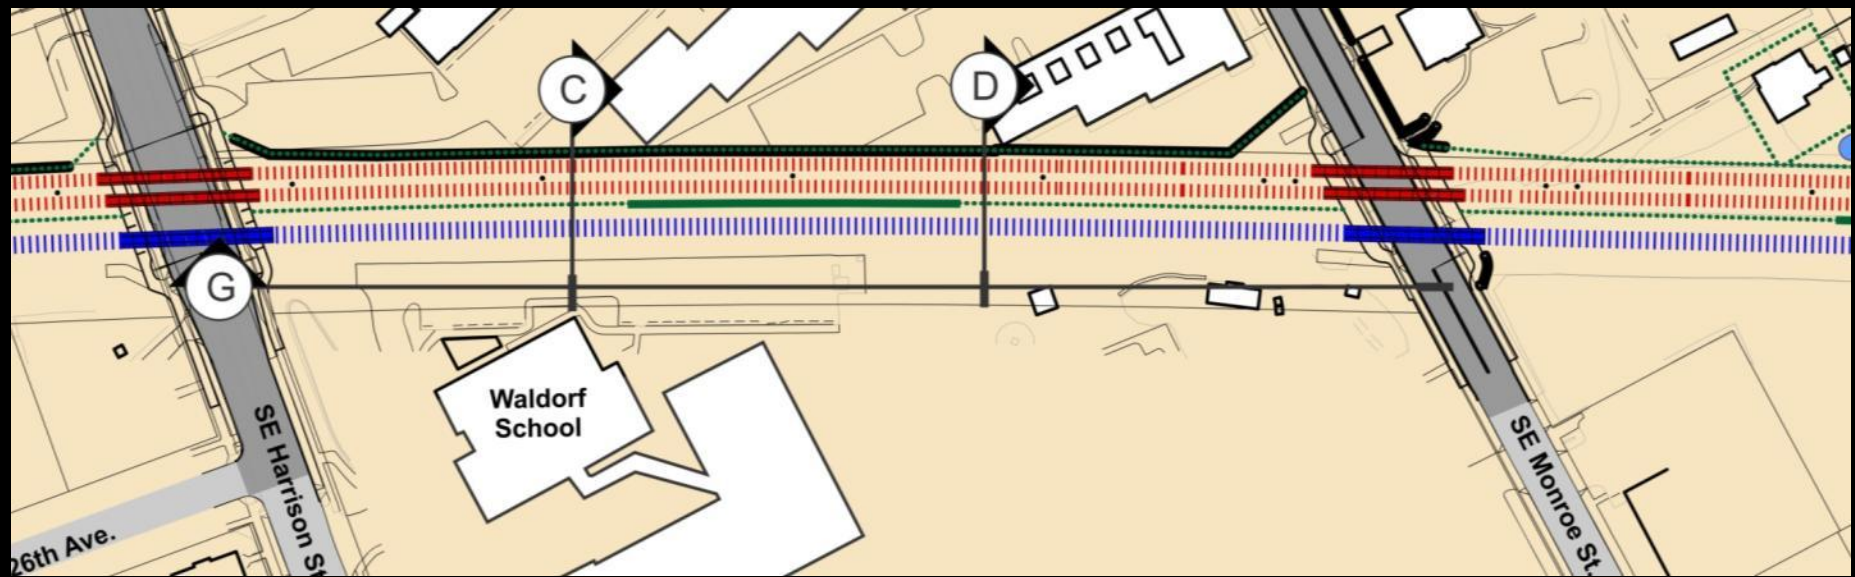 C
D
G
Waldorf
School
SE Harrison St
SE Monroe St.
26th Ave.